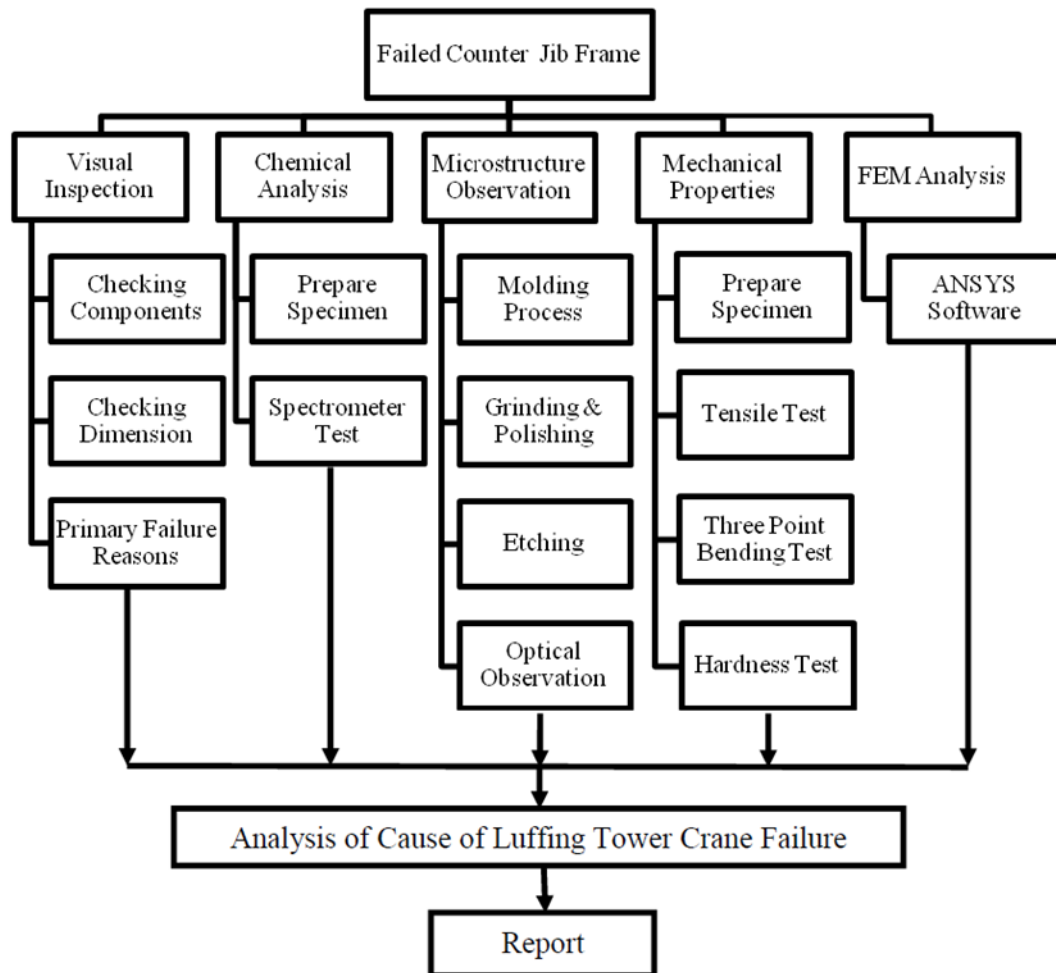 Failed Counter Jib Frame
Visual
Inspection
Chemical
Analysis
Microstructure
Observation
Mechanical
Properties
FEM Analysis
Checking
Components
Prepare
Specimen
Molding
Process
Prepare
Specimen
ANSYS
Software
Checking
Dimension
Spectrometer
Test
Grinding &
Polishing
Tensile Test
Primary Failure
Reasons
Etching
Three Point
Bending Test
Optical
Observation
Hardness Test
Analysis of Cause of Luffing Tower Crane Failure
Report